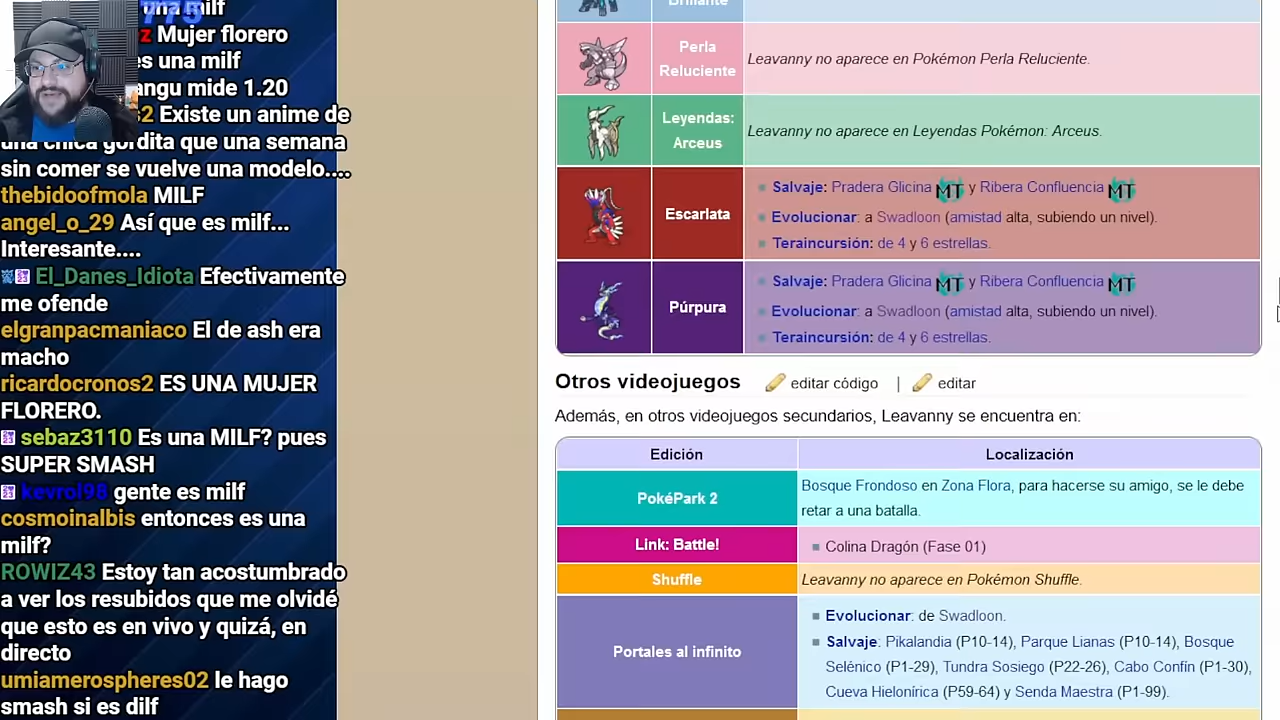 una milf
775
z Mujer florero
es una milf
angu mide 1.20
s2 Existe un anime de
una chica gordita que una semana
sin comer se vuelve una modelo....
thebidoofmola MILF
angel_o_29 Así que es milf...
Interesante....
El_Danes_Idiota Efectivamente
me ofende
elgranpacmaniaco El de ash era
macho
ricardocronos2 ES UNA MUJER
FLORERO.
sebaz3110 Es una MILF? pues
SUPER SMASH
kevrol98 gente es milf
cosmoinalbis entonces es una
milf?
ROWIZ43 Estoy tan acostumbrado
a ver los resubidos que me olvidé
que esto es en vivo y quizá, en
directo
umiamerospheres02 le hago
smash si es dilf
Brillante
Perla
Reluciente
Leavanny no aparece en Pokémon Perla Reluciente.
Leyendas:
Arceus
Leavanny no aparece en Leyendas Pokémon: Arceus.
Escarlata
Salvaje: Pradera Glicina MT y Ribera Confluencia MT
Evolucionar: a Swadloon (amistad alta, subiendo un nivel).
Teraincursión: de 4 y 6 estrellas.
Púrpura
Salvaje: Pradera Glicina MT y Ribera Confluencia MT
Evolucionar: a Swadloon (amistad alta, subiendo un nivel).
Teraincursión: de 4 y 6 estrellas.
Otros videojuegos editar código | editar
Además, en otros videojuegos secundarios, Leavanny se encuentra en:
Edición Localización
PokéPark 2
Bosque Frondoso en Zona Flora, para hacerse su amigo, se le debe
retar a una batalla.
Link: Battle! Colina Dragón (Fase 01)
Shuffle Leavanny no aparece en Pokémon Shuffle.
Portales al infinito
Evolucionar: de Swadloon.
Salvaje: Pikalandia (P10-14), Parque Lianas (P10-14), Bosque
Selénico (P1-29), Tundra Sosiego (P22-26), Cabo Confín (P1-30),
Cueva Hielonírica (P59-64) y Senda Maestra (P1-99).